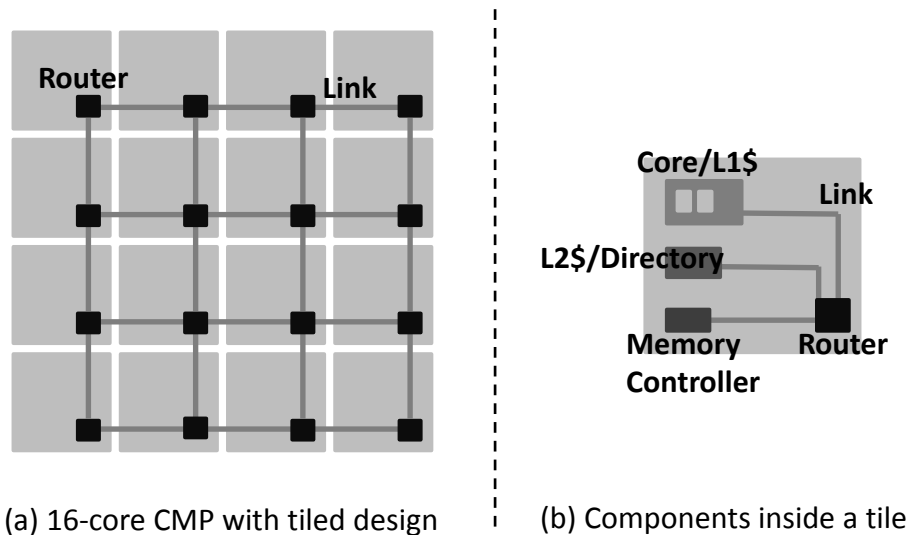 Router
Link
(a) 16-core CMP with tiled design
Core/L1$
Link
L2$/Directory
Memory
Controller
Router
(b) Components inside a tile